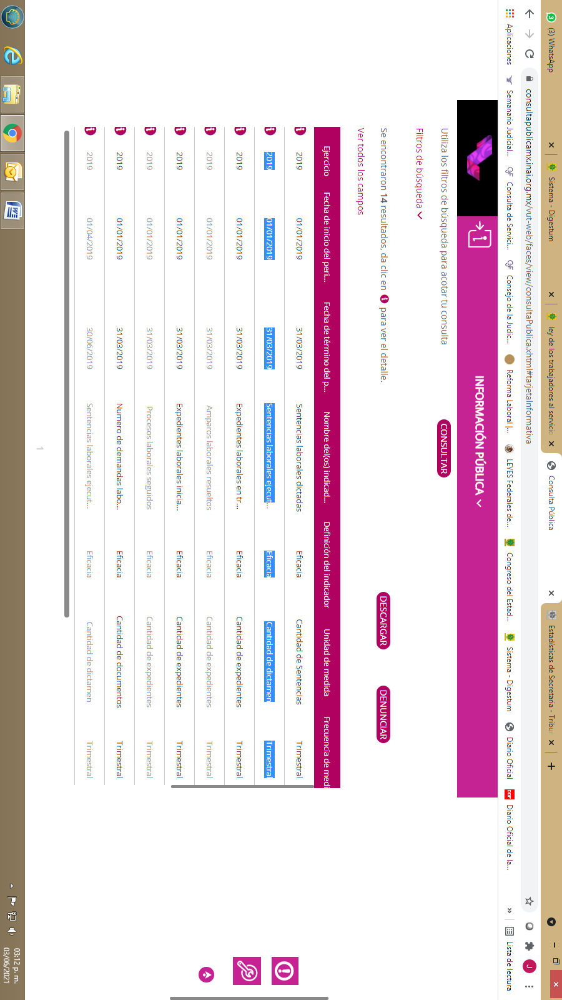 (3) WhatsApp
Sistema - Digestum
ley de los trabajadores al servicio
Consulta Pública
Estadísticas de Secretaria - Tribun
consultapublicamx.inai.org.mx/vut-web/faces/view/consultaPublica.xhtml#tarjetaInformativa
Aplicaciones
Semanario Judicial...
Consulta de Servici...
Consejo de la Judic...
Reforma Laboral |...
LEYES Federales de...
Congreso del Estad...
Sistema - Digestum
Diario Oficial
DOF Diario Oficial de la...
» Lista de lectura
J
INFORMACIÓN PÚBLICA
Utiliza los filtros de búsqueda para acotar tu consulta
CONSULTAR
Filtros de búsqueda
Se encontraron 14 resultados, da clic en i para ver el detalle.
DESCARGAR
DENUNCIAR
Ver todos los campos
Ejercicio Fecha de inicio del peri... Fecha de término del p... Nombre del(os) indicad... Definición del indicador Unidad de medida Frecuencia de medi
2019 01/01/2019 31/03/2019 Sentencias laborales dictadas Eficacia Cantidad de Sentencias Trimestral
2019 01/01/2019 31/03/2019 Sentencias laborales ejecut... Eficacia Cantidad de dictamen Trimestral
2019 01/01/2019 31/03/2019 Expedientes laborales en tr... Eficacia Cantidad de expedientes Trimestral
2019 01/01/2019 31/03/2019 Amparos laborales resueltos Eficacia Cantidad de expedientes Trimestral
2019 01/01/2019 31/03/2019 Expedientes laborales inicia... Eficacia Cantidad de expedientes Trimestral
2019 01/01/2019 31/03/2019 Procesos laborales seguidos Eficacia Cantidad de expedientes Trimestral
2019 01/01/2019 31/03/2019 Numero de demandas labo... Eficacia Cantidad de documentos Trimestral
2019 01/04/2019 30/06/2019 Sentencias laborales ejecut... Eficacia Cantidad de dictamen Trimestral
1
03:12 p. m.
03/06/2021